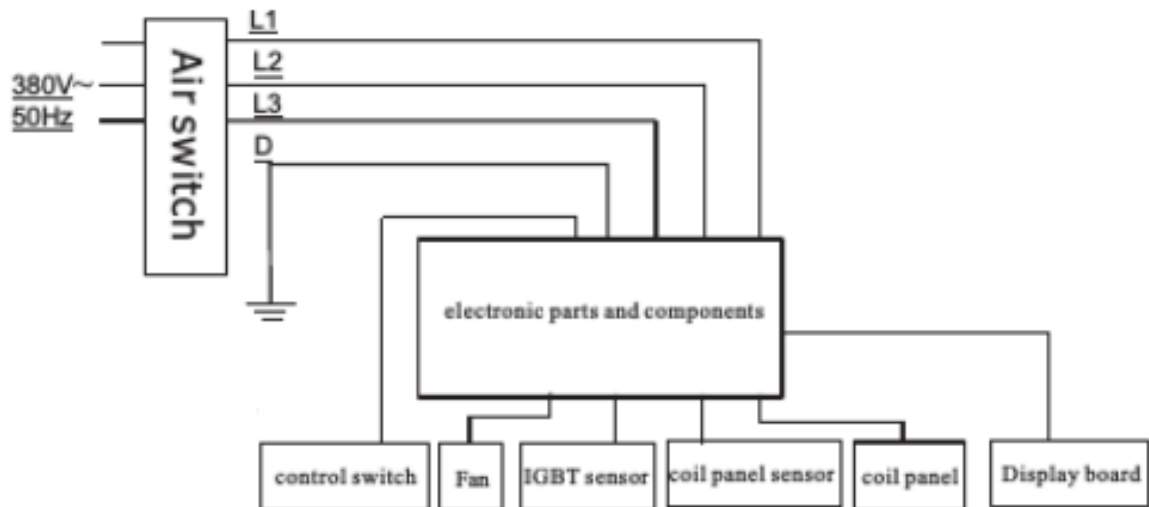 L1
L2
380V~
50Hz
L3
D
Air switch
electronic parts and components
control switch
Fan
IGBT sensor
coil panel sensor
coil panel
Display board